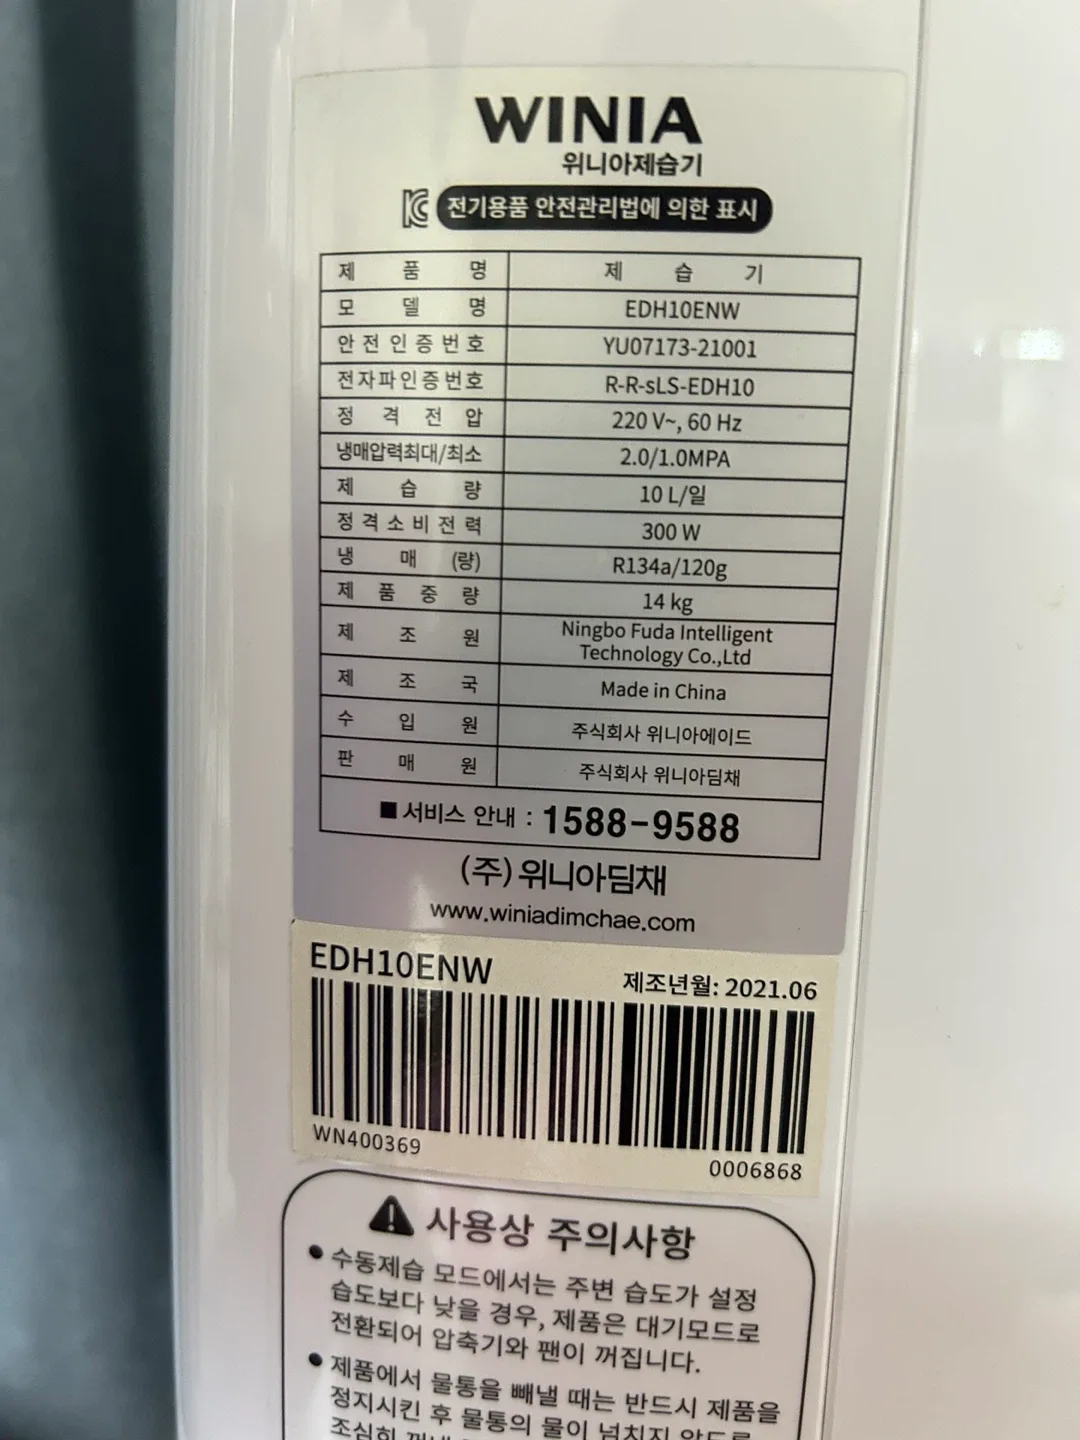 WINIA
위니아제습기
전기용품 안전관리법에 의한 표시
제 품 명 제 습 기
모 델 명 EDH10ENW
안전인증번호 YU07173-21001
전자파인증번호 R-R-sLS-EDH10
정 격 전 압 220 V~, 60 Hz
냉매압력최대/최소 2.0/1.0MPA
제 습 량 10 L/일
정격소비전력 300 W
냉 매 (량) R134a/120g
제 품 중 량 14 kg
제 조 원 Ningbo Fuda Intelligent
Technology Co.,Ltd
제 조 국 Made in China
수 입 원 주식회사 위니아에이드
판 매 원 주식회사 위니아딤채
■ 서비스 안내 : 1588-9588
(주)위니아딤채
www.winiadimchae.com
EDH10ENW 제조년월: 2021.06
WN400369 0006868
사용상 주의사항
● 수동제습 모드에서는 주변 습도가 설정
습도보다 낮을 경우, 제품은 대기모드로
전환되어 압축기와 팬이 꺼집니다.
● 제품에서 물통을 빼낼 때는 반드시 제품을
정지시킨 후 물통의 물이 넘치지 않도록
조심히